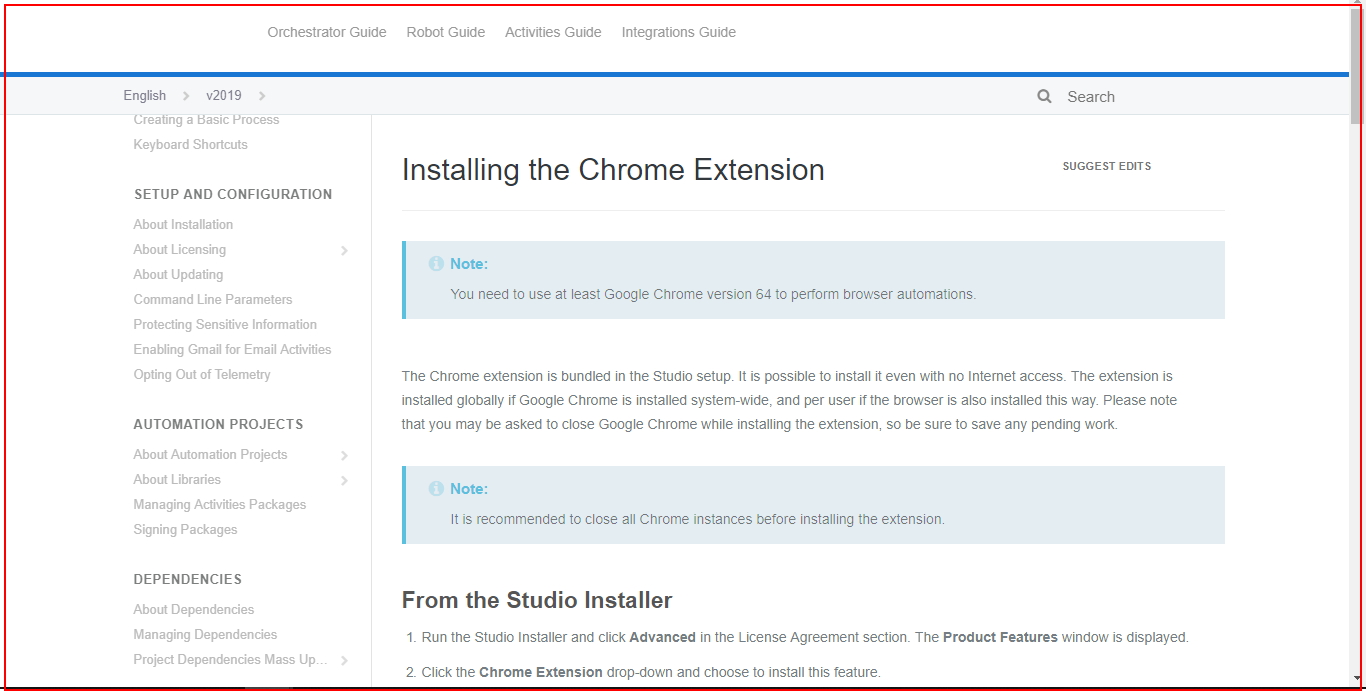 Orchestrator Guide Robot Guide Activities Guide Integrations Guide
English v2019 Search
Creating a Basic Process
Keyboard Shortcuts
SETUP AND CONFIGURATION
About Installation
About Licensing
About Updating
Command Line Parameters
Protecting Sensitive Information
Enabling Gmail for Email Activities
Opting Out of Telemetry
AUTOMATION PROJECTS
About Automation Projects
About Libraries
Managing Activities Packages
Signing Packages
DEPENDENCIES
About Dependencies
Managing Dependencies
Project Dependencies Mass Up...
Installing the Chrome Extension
SUGGEST EDITS
Note:
You need to use at least Google Chrome version 64 to perform browser automations.
The Chrome extension is bundled in the Studio setup. It is possible to install it even with no Internet access. The extension is
installed globally if Google Chrome is installed system-wide, and per user if the browser is also installed this way. Please note
that you may be asked to close Google Chrome while installing the extension, so be sure to save any pending work.
Note:
It is recommended to close all Chrome instances before installing the extension.
From the Studio Installer
1. Run the Studio Installer and click Advanced in the License Agreement section. The Product Features window is displayed.
2. Click the Chrome Extension drop-down and choose to install this feature.